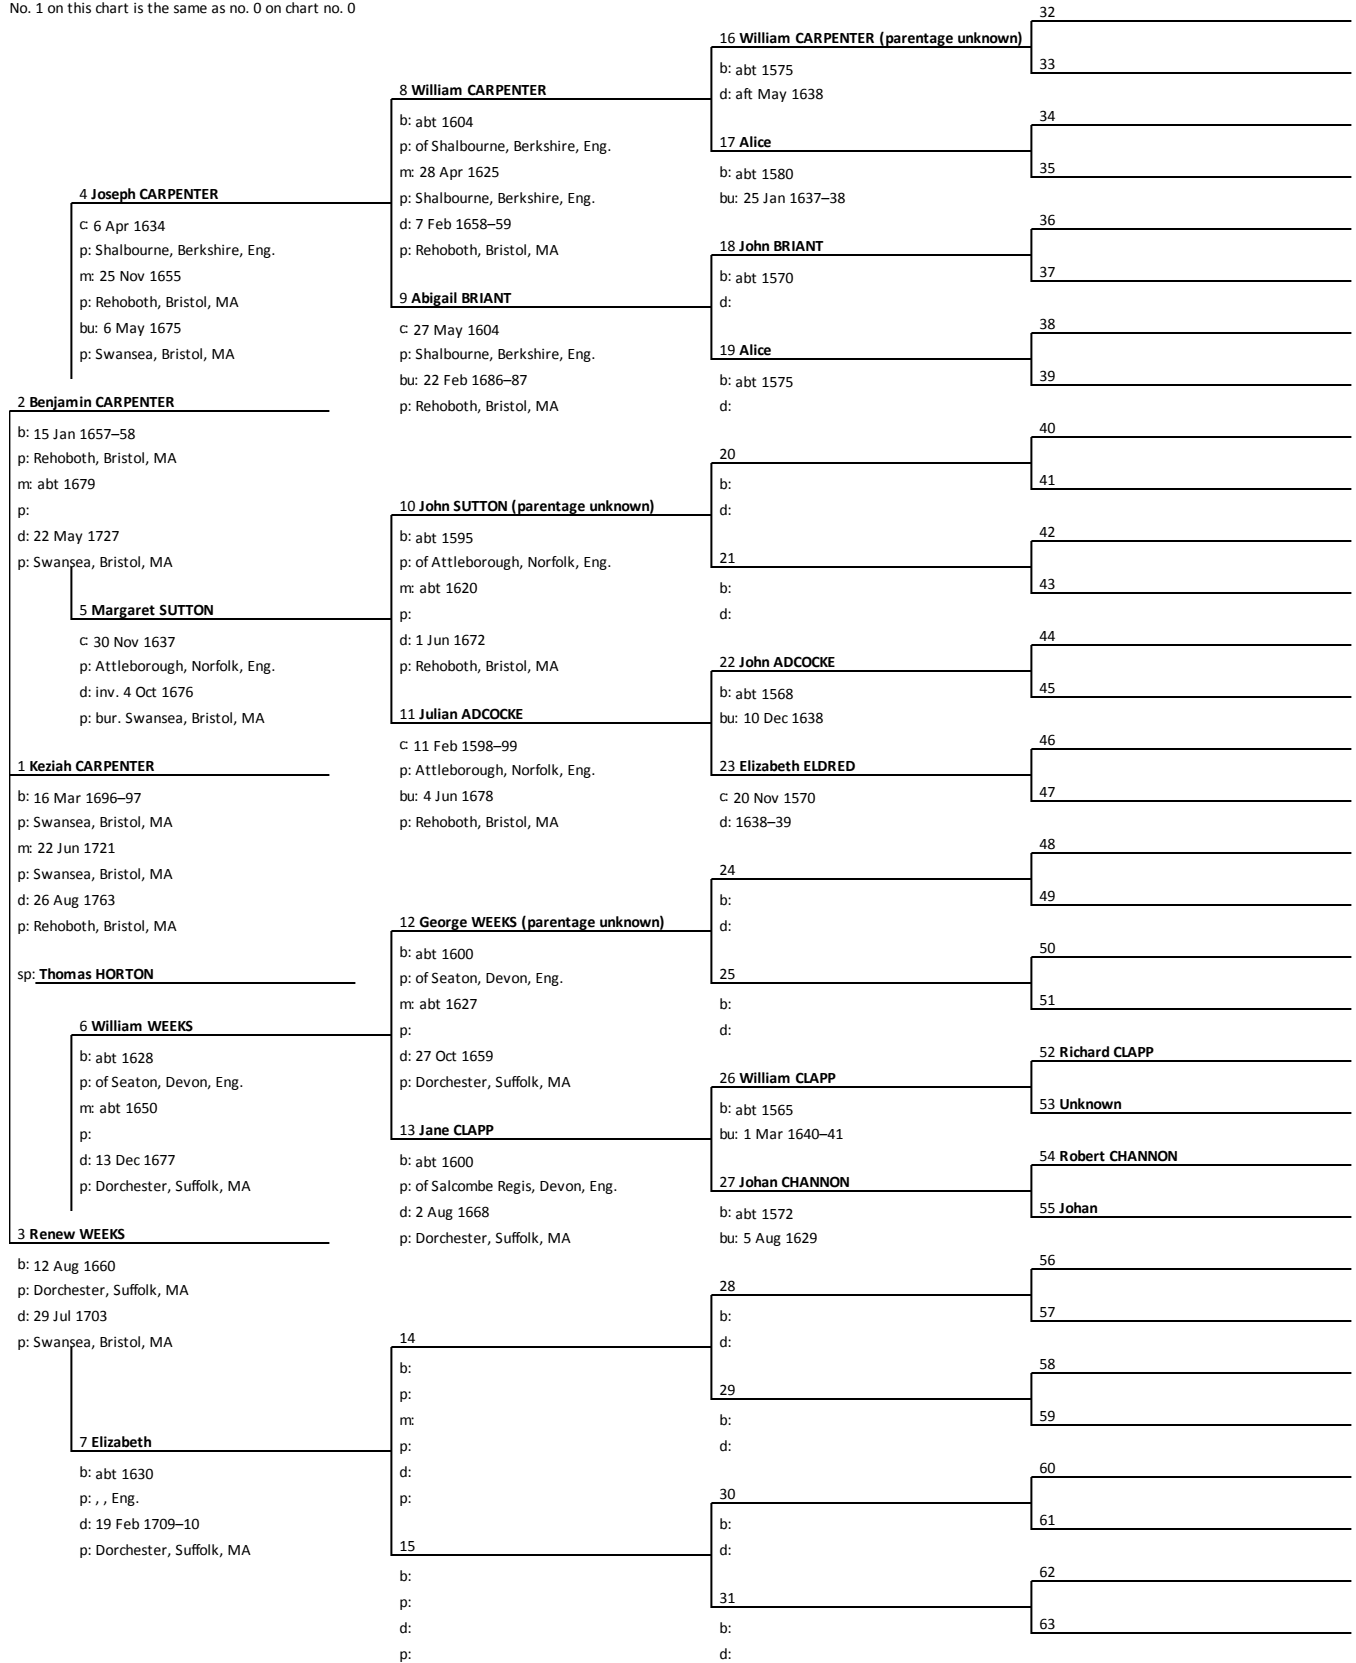 No. 1 on this chart is the same as no. 0 on chart no. 0
4 Joseph CARPENTER
c: 6 Apr 1634
p: Shalbourne, Berkshire, Eng.
m: 25 Nov 1655
p: Rehoboth, Bristol, MA
bu: 6 May 1675
p: Swansea, Bristol, MA
2 Benjamin CARPENTER
b: 15 Jan 1657–58
p: Rehoboth, Bristol, MA
m: abt 1679
p:
d: 22 May 1727
p: Swansea, Bristol, MA
5 Margaret SUTTON
c: 30 Nov 1637
p: Attleborough, Norfolk, Eng.
d: inv. 4 Oct 1676
p: bur. Swansea, Bristol, MA
1 Keziah CARPENTER
b: 16 Mar 1696–97
p: Swansea, Bristol, MA
m: 22 Jun 1721
p: Swansea, Bristol, MA
d: 26 Aug 1763
p: Rehoboth, Bristol, MA
sp: Thomas HORTON
6 William WEEKS
b: abt 1628
p: of Seaton, Devon, Eng.
m: abt 1650
p:
d: 13 Dec 1677
p: Dorchester, Suffolk, MA
3 Renew WEEKS
b: 12 Aug 1660
p: Dorchester, Suffolk, MA
d: 29 Jul 1703
p: Swansea, Bristol, MA
7 Elizabeth
b: abt 1630
p: , , Eng.
d: 19 Feb 1709–10
p: Dorchester, Suffolk, MA
8 William CARPENTER
b: abt 1604
p: of Shalbourne, Berkshire, Eng.
m: 28 Apr 1625
p: Shalbourne, Berkshire, Eng.
d: 7 Feb 1658–59
p: Rehoboth, Bristol, MA
9 Abigail BRIANT
c: 27 May 1604
p: Shalbourne, Berkshire, Eng.
bu: 22 Feb 1686–87
p: Rehoboth, Bristol, MA
10 John SUTTON (parentage unknown)
b: abt 1595
p: of Attleborough, Norfolk, Eng.
m: abt 1620
p:
d: 1 Jun 1672
p: Rehoboth, Bristol, MA
11 Julian ADCOCKE
c: 11 Feb 1598–99
p: Attleborough, Norfolk, Eng.
bu: 4 Jun 1678
p: Rehoboth, Bristol, MA
12 George WEEKS (parentage unknown)
b: abt 1600
p: of Seaton, Devon, Eng.
m: abt 1627
p:
d: 27 Oct 1659
p: Dorchester, Suffolk, MA
13 Jane CLAPP
b: abt 1600
p: of Salcombe Regis, Devon, Eng.
d: 2 Aug 1668
p: Dorchester, Suffolk, MA
14
b:
p:
m:
p:
d:
p:
15
b:
p:
d:
p:
16 William CARPENTER (parentage unknown)
b: abt 1575
d: aft May 1638
17 Alice
b: abt 1580
bu: 25 Jan 1637–38
18 John BRIANT
b: abt 1570
d:
19 Alice
b: abt 1575
d:
20
b:
d:
21
b:
d:
22 John ADCOCKE
b: abt 1568
bu: 10 Dec 1638
23 Elizabeth ELDRED
c: 20 Nov 1570
d: 1638–39
24
b:
d:
25
b:
d:
26 William CLAPP
b: abt 1565
bu: 1 Mar 1640–41
27 Johan CHANNON
b: abt 1572
bu: 5 Aug 1629
28
b:
d:
29
b:
d:
30
b:
d:
31
b:
d:
32
33
34
35
36
37
38
39
40
41
42
43
44
45
46
47
48
49
50
51
52 Richard CLAPP
53 Unknown
54 Robert CHANNON
55 Johan
56
57
58
59
60
61
62
63